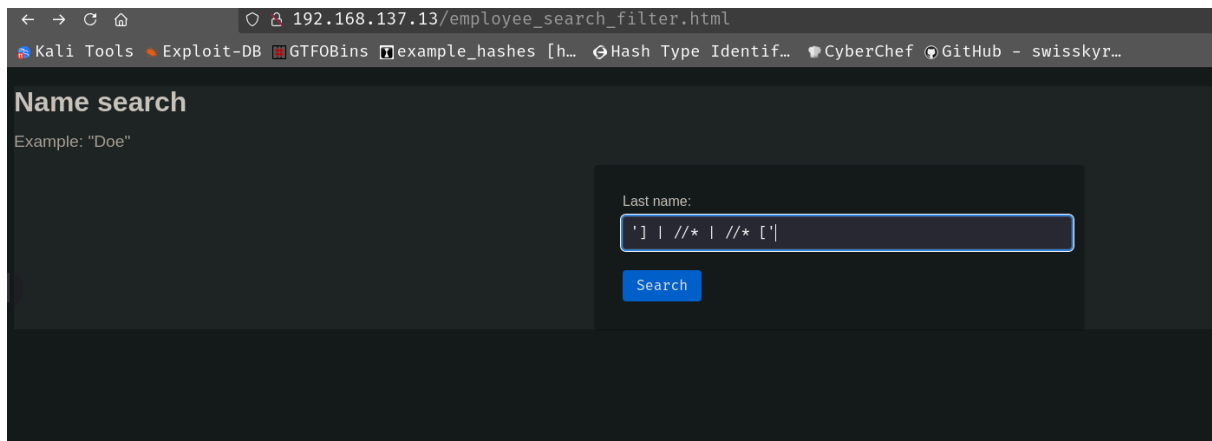 192.168.137.13/employee_search_filter.html
Kali Tools Exploit-DB GTFOBins example_hashes [h… Hash Type Identif… CyberChef GitHub - swisskyr…
Name search
Example: "Doe"
Last name:
'] | //* | //* ['
Search